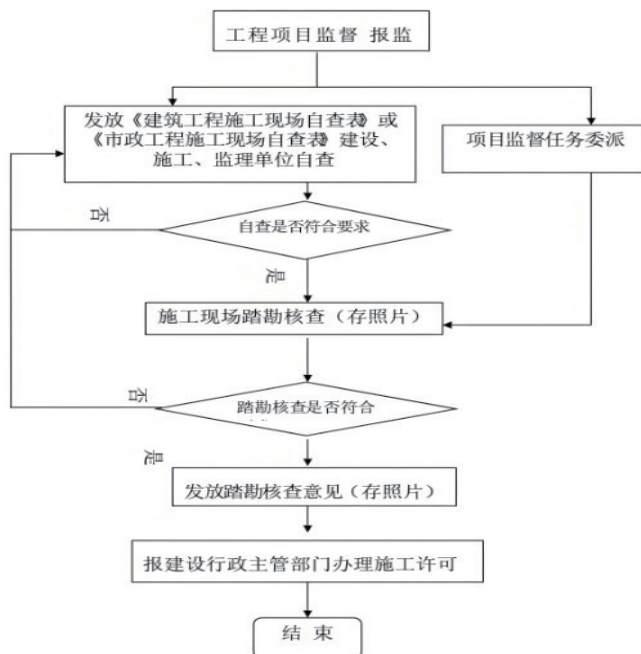 工程项目监督 报监
发放《建筑工程施工现场自查表》或
《市政工程施工现场自查表》建设、
施工、监理单位自查
项目监督任务委派
否
自查是否符合要求
是
施工现场踏勘核查（存照片）
否
踏勘核查是否符合
是
发放踏勘核查意见（存照片）
报建设行政主管部门办理施工许可
结 束